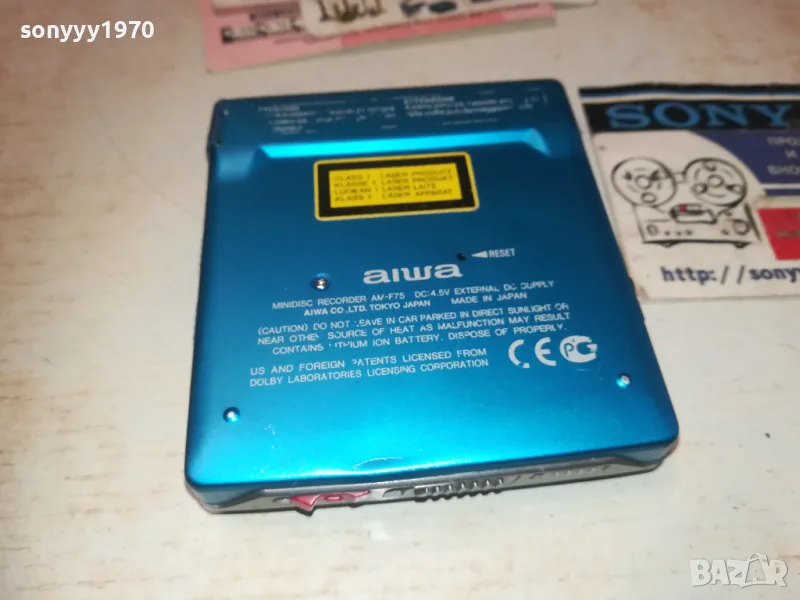 sonyyy1970
SONY
ПРО
И
http://sony
CLASS 1 LASER PRODUCT
KLASSE 1 LASER PRODUKT
LUOKAN 1 LASER LAITE
KLASS 1 LASER APPARAT
RESET
aiwa
MINIDISC RECORDER AM-F75 DC:4.5V EXTERNAL DC SUPPLY
AIWA CO.,LTD. TOKYO JAPAN MADE IN JAPAN
(CAUTION) DO NOT LEAVE IN CAR PARKED IN DIRECT SUNLIGHT OR
NEAR OTHER SOURCE OF HEAT AS MALFUNCTION MAY RESULT
CONTAINS LITHIUM ION BATTERY. DISPOSE OF PROPERLY.
US AND FOREIGN PATENTS LICENSED FROM
DOLBY LABORATORIES LICENSING CORPORATION
CE
BAZAR